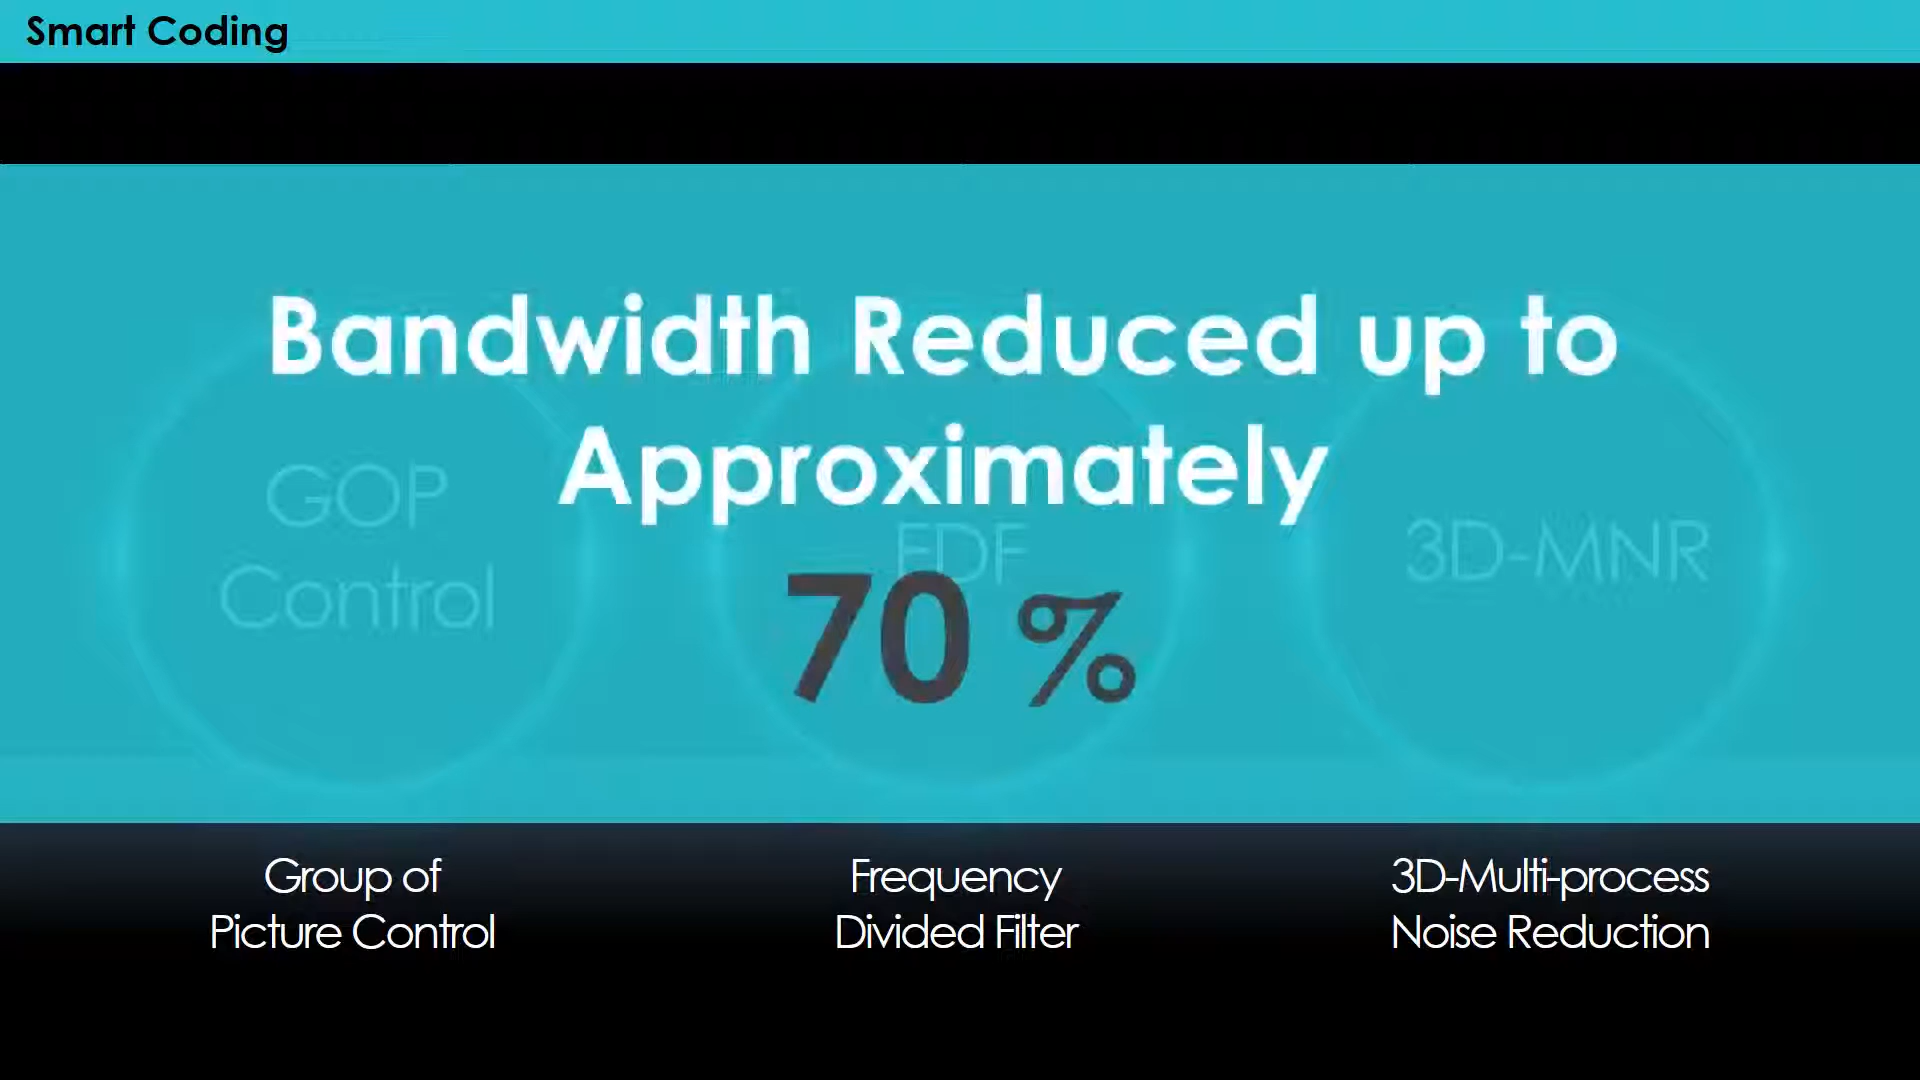 Smart Coding
Bandwidth Reduced up to
Approximately
70 %
GOP
Control
FDF
3D-MNR
Group of
Picture Control
Frequency
Divided Filter
3D-Multi-process
Noise Reduction